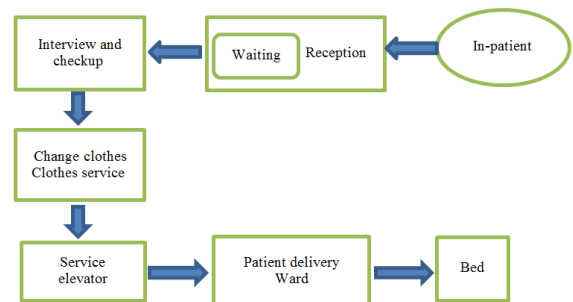 In-patient
Waiting
Reception
Interview and
checkup
Change clothes
Clothes service
Service
elevator
Patient delivery
Ward
Bed